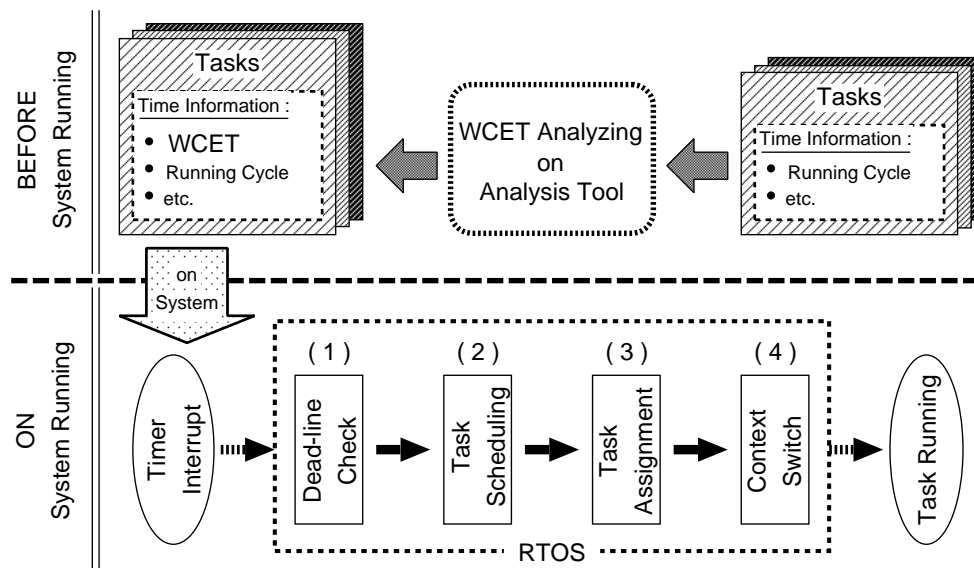 BEFORE
System Running
Tasks
Time Information :
• WCET
• Running Cycle
• etc.
WCET Analyzing
on
Analysis Tool
Tasks
Time Information :
• Running Cycle
• etc.
on
System
ON
System Running
Timer
Interrupt
( 1 )
Dead-line
Check
( 2 )
Task
Scheduling
( 3 )
Task
Assignment
( 4 )
Context
Switch
RTOS
Task Running